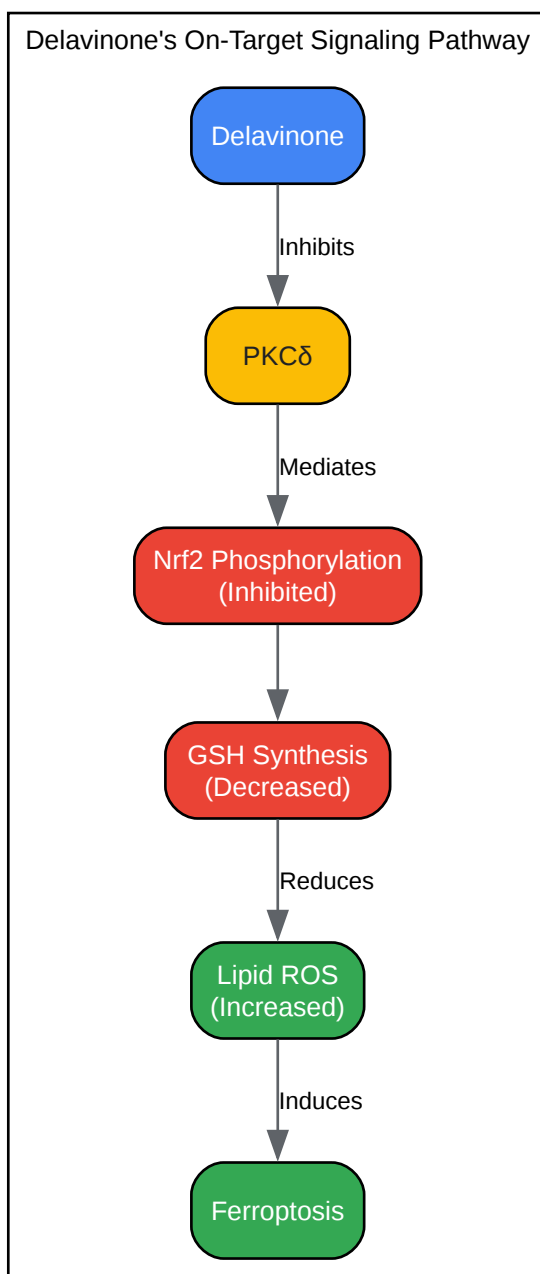 Delavinone's On-Target Signaling Pathway
Delavinone
Inhibits
PKCδ
Mediates
Nrf2 Phosphorylation
(Inhibited)
GSH Synthesis
(Decreased)
Reduces
Lipid ROS
(Increased)
Induces
Ferroptosis